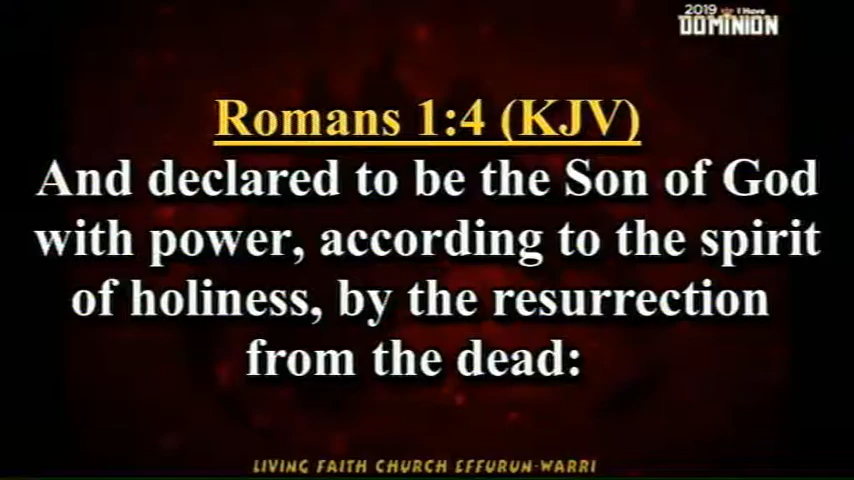 2019 I Have
DOMINION
Romans 1:4 (KJV)
And declared to be the Son of God
with power, according to the spirit
of holiness, by the resurrection
from the dead:
LIVING FAITH CHURCH EFFURUN-WARRI